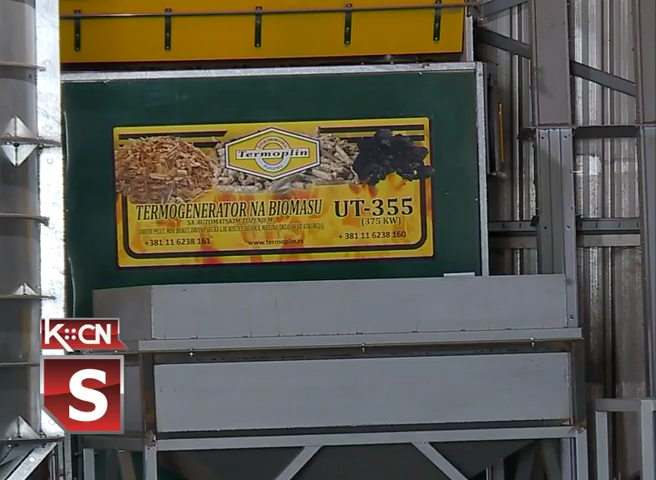 Termoplin
TERMOGENERATOR NA BIOMASU
SA AUTOMATSKIM LOŽENJEM
UT-355
(375 KW)
+381 11 6238 161
www.termoplin.rs
+381 11 6238 160
K::CN
S